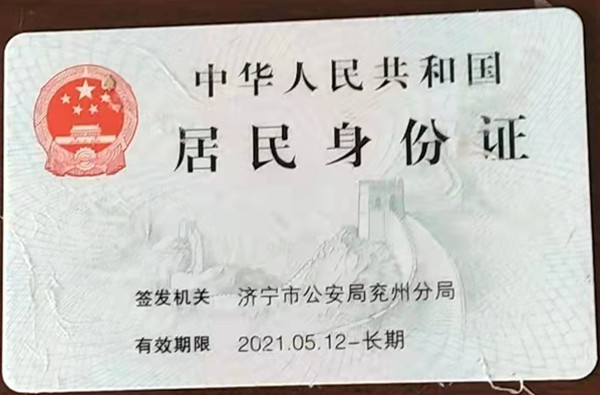 中华人民共和国
居民身份证
签发机关 济宁市公安局兖州分局
有效期限 2021.05.12-长期